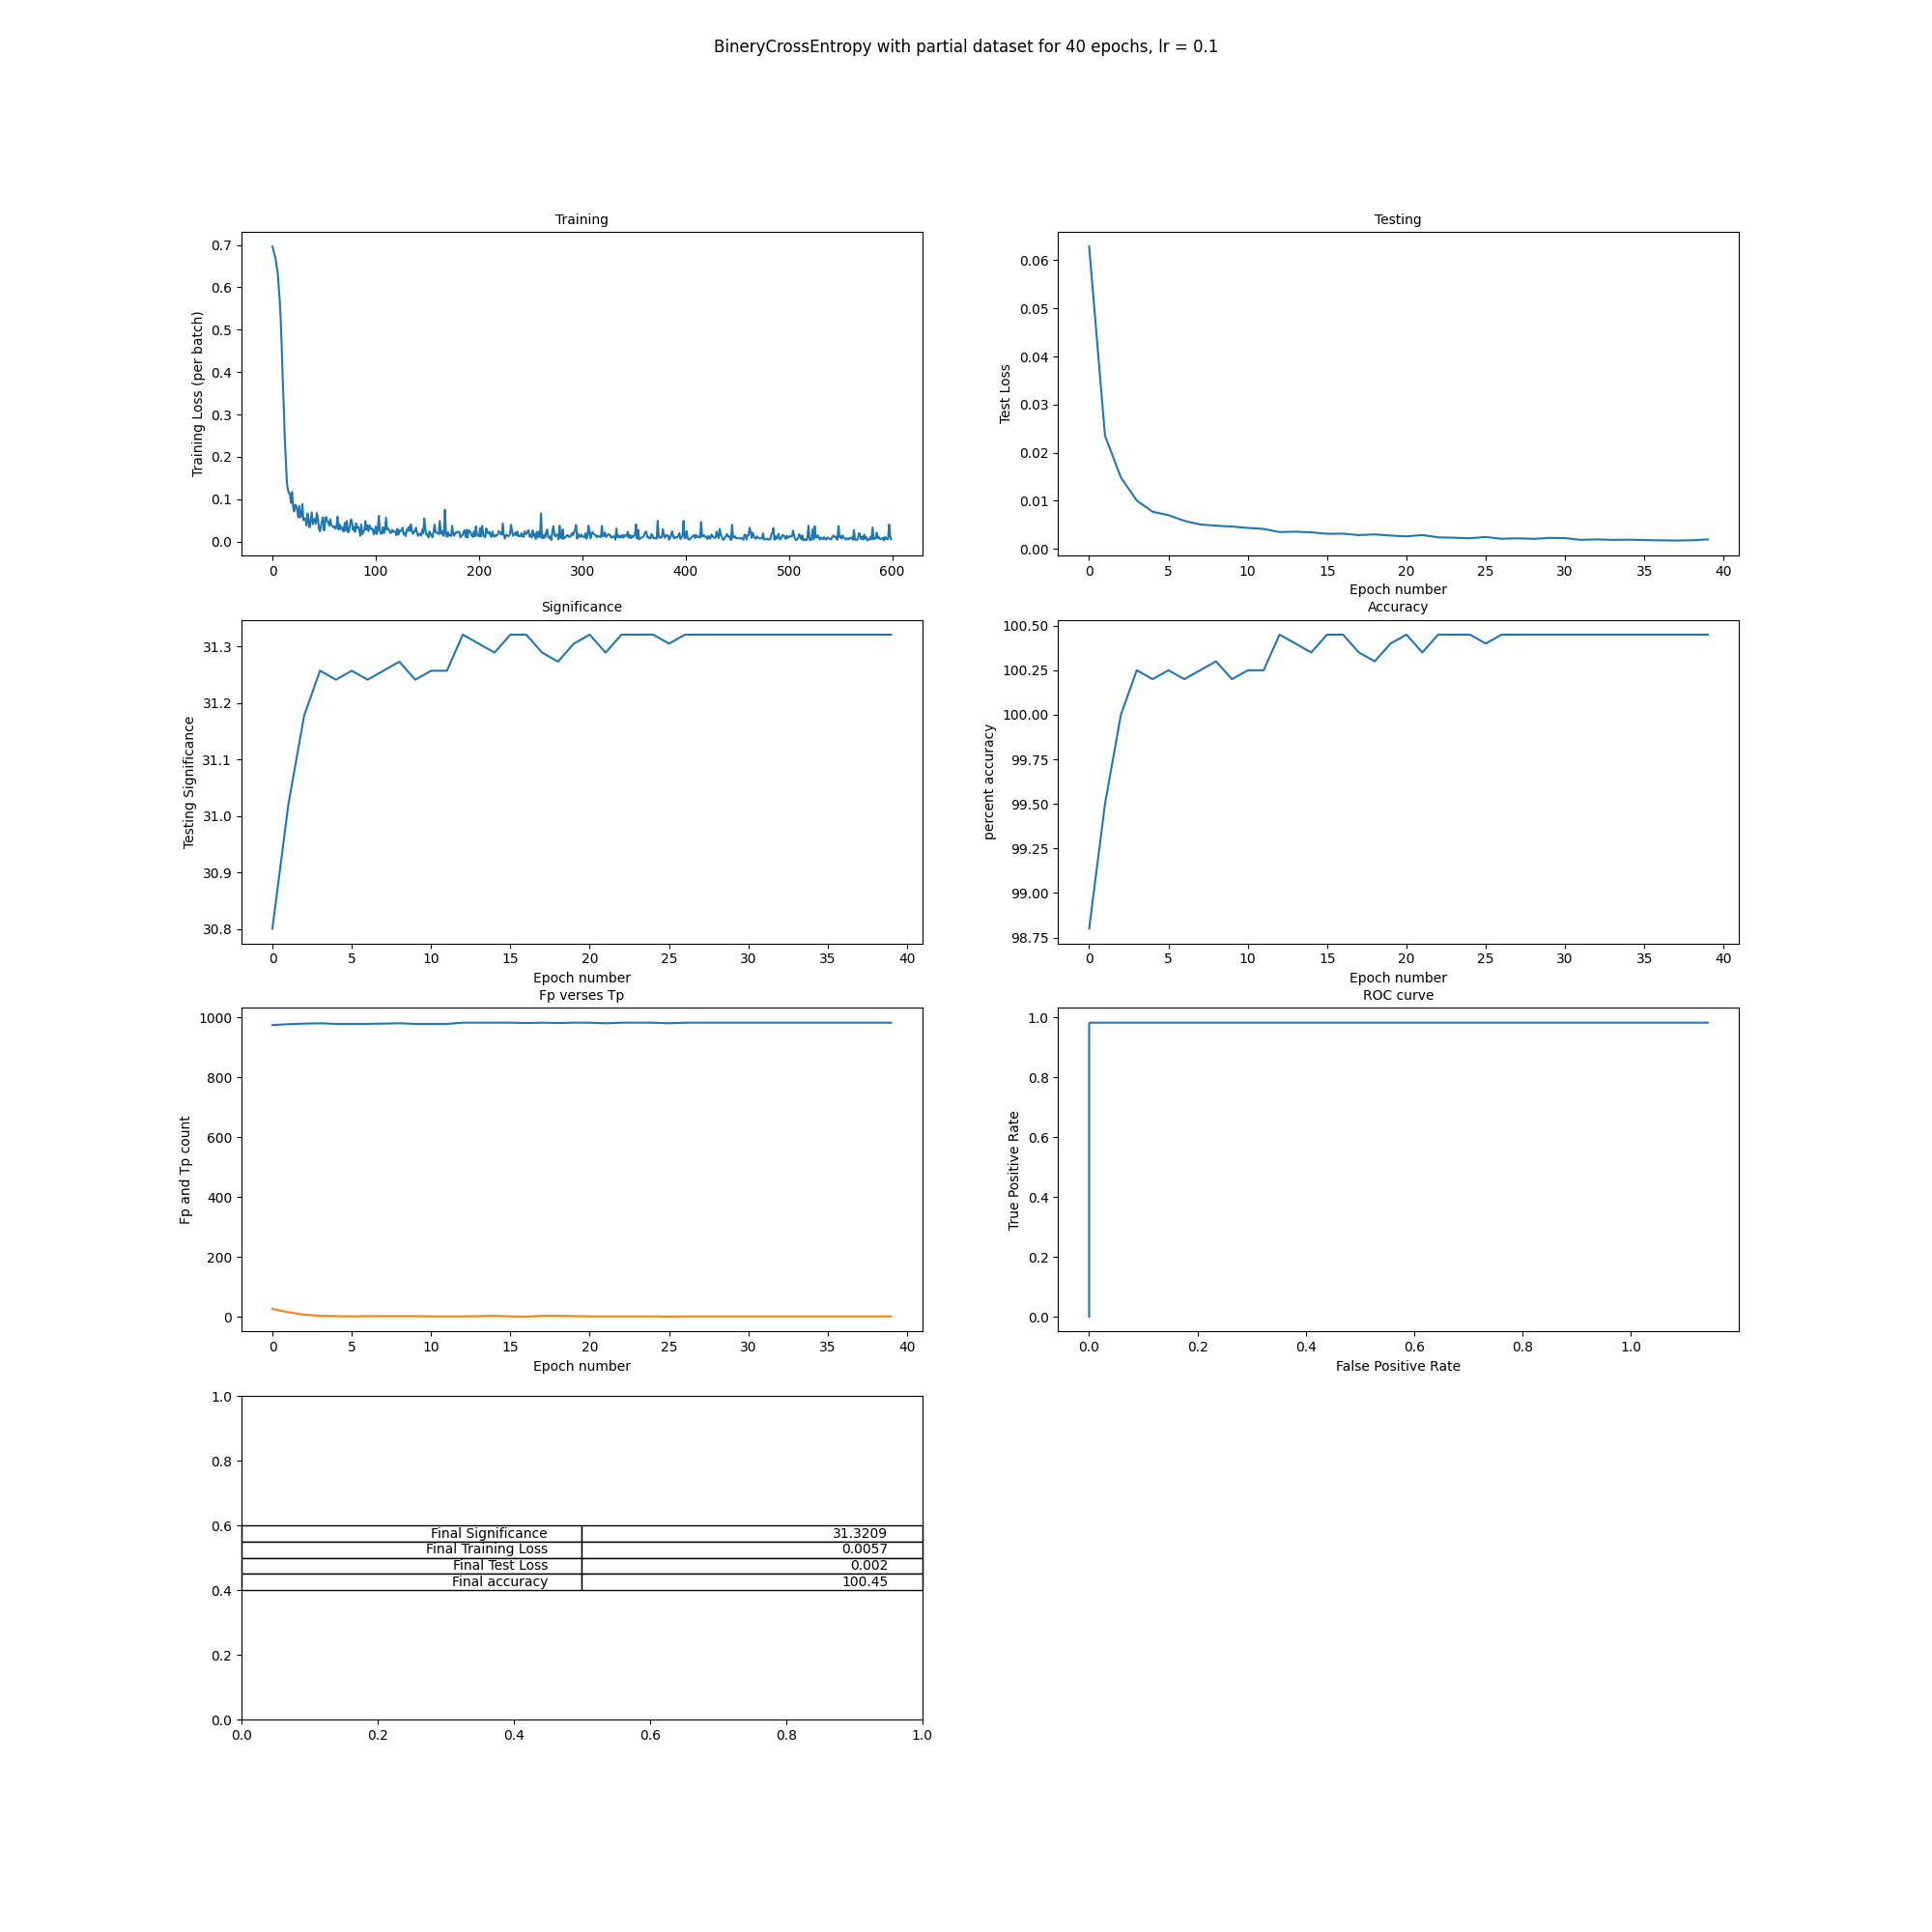 BineryCrossEntropy with partial dataset for 40 epochs, lr = 0.1
Training
Training Loss (per batch)
0.7
0.6
0.5
0.4
0.3
0.2
0.1
0.0
0 100 200 300 400 500 600
Testing
Test Loss
0.06
0.05
0.04
0.03
0.02
0.01
0.00
0 5 10 15 20 25 30 35 40
Epoch number
Significance
Testing Significance
31.3
31.2
31.1
31.0
30.9
30.8
0 5 10 15 20 25 30 35 40
Epoch number
Accuracy
percent accuracy
100.50
100.25
100.00
99.75
99.50
99.25
99.00
98.75
0 5 10 15 20 25 30 35 40
Epoch number
Fp verses Tp
Fp and Tp count
1000
800
600
400
200
0
0 5 10 15 20 25 30 35 40
Epoch number
ROC curve
True Positive Rate
1.0
0.8
0.6
0.4
0.2
0.0
0.0 0.2 0.4 0.6 0.8 1.0
False Positive Rate
1.0
0.8
0.6
0.4
0.2
0.0
Final Significance 31.3209
Final Training Loss 0.0057
Final Test Loss 0.002
Final accuracy 100.45
0.0 0.2 0.4 0.6 0.8 1.0